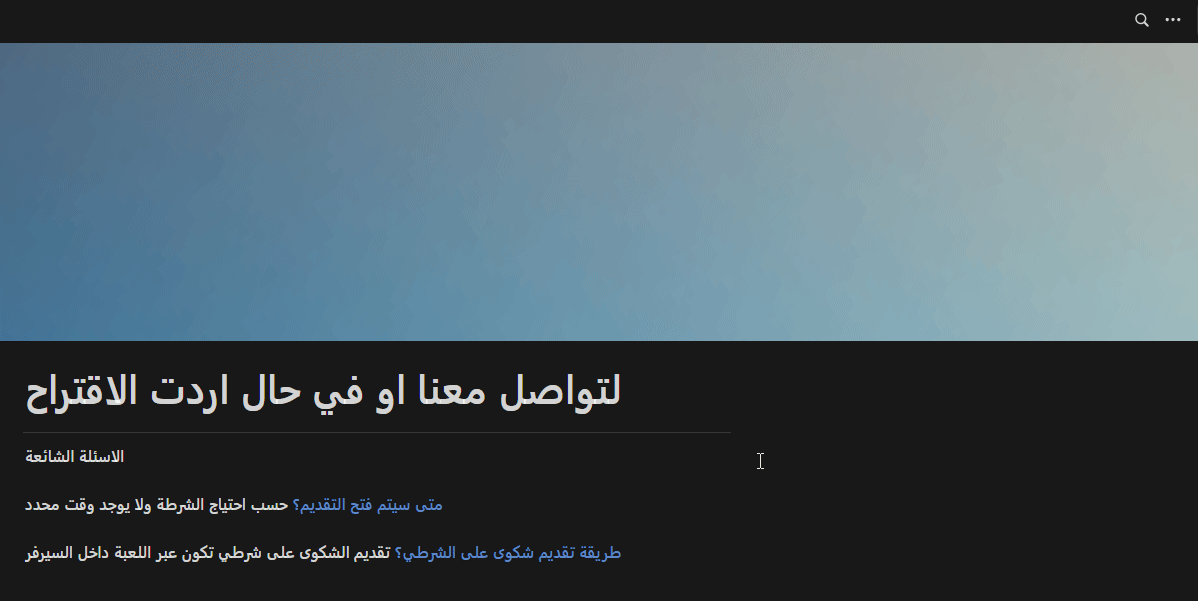 لتواصل معنا او في حال اردت الاقتراح
الاسئلة الشائعة
متى سيتم فتح التقديم؟ حسب احتياج الشرطة ولا يوجد وقت محدد
طريقة تقديم شكوى على الشرطي؟ تقديم الشكوى على شرطي تكون عبر اللعبة داخل السيرفر